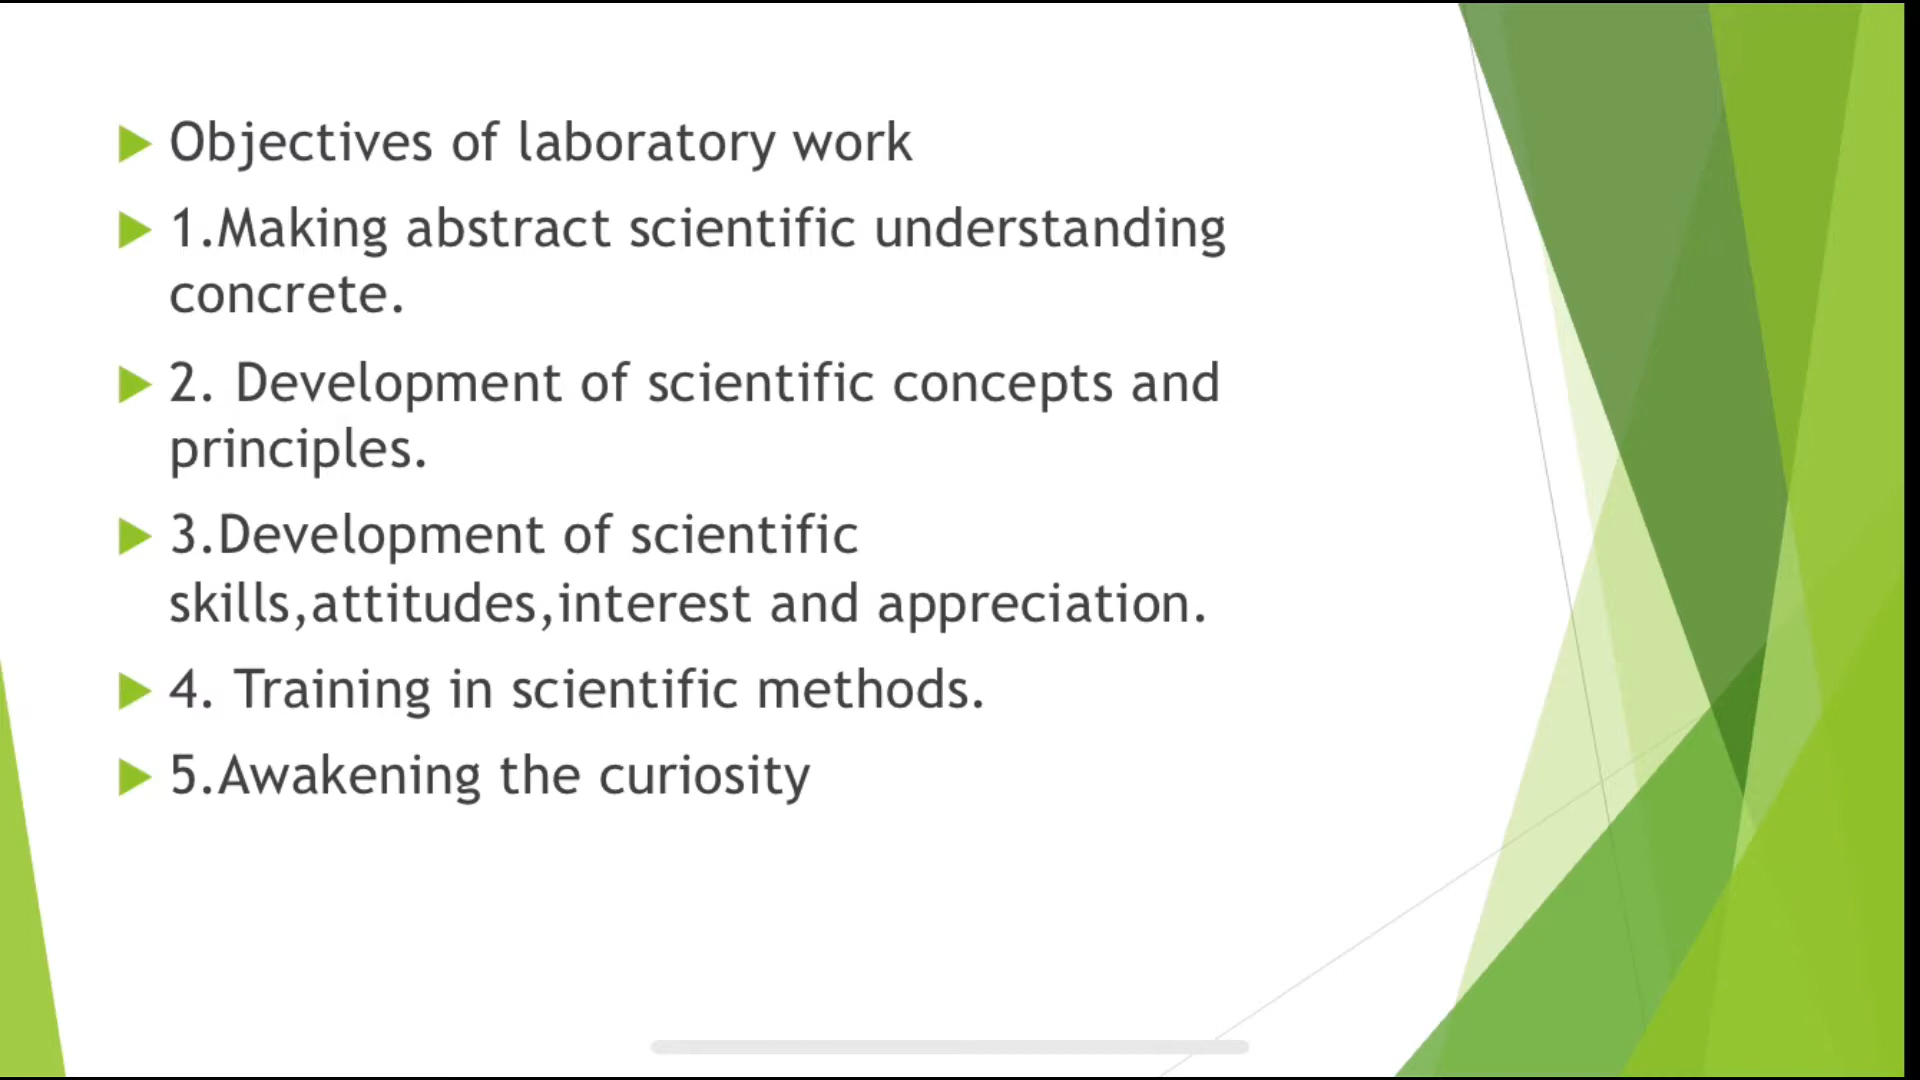 Objectives of laboratory work
1.Making abstract scientific understanding
concrete.
2. Development of scientific concepts and
principles.
3.Development of scientific
skills,attitudes,interest and appreciation.
4. Training in scientific methods.
5.Awakening the curiosity